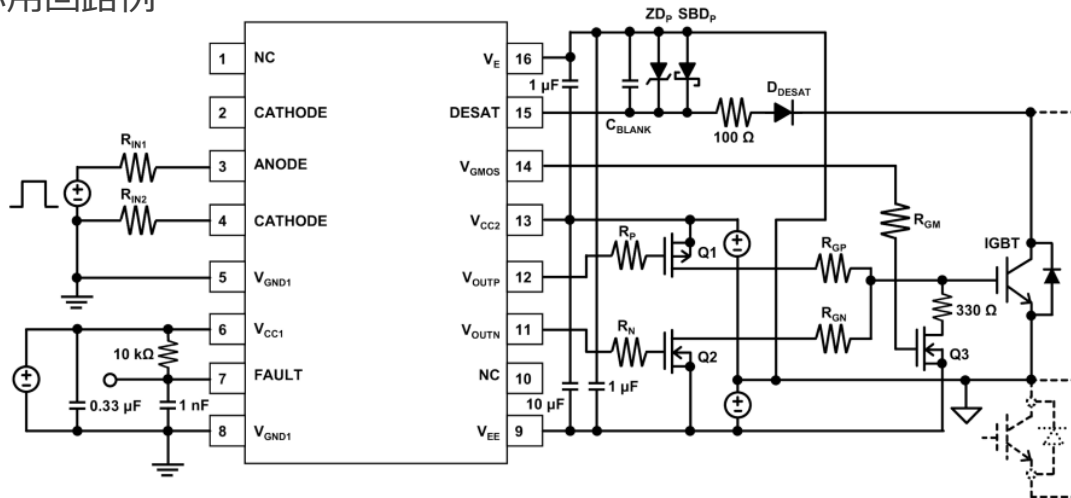 用回路例
1 NC
2 CATHODE
3 ANODE
4 CATHODE
5 V_GND1
6 V_CC1
7 FAULT
8 V_GND1
V_E 16
DESAT 15
V_GMOS 14
V_CC2 13
V_OUTP 12
V_OUTN 11
NC 10
V_EE 9
R_IN1
R_IN2
10 kΩ
0.33 µF
1 nF
ZD_P SBD_P
1 µF
C_BLANK
100 Ω
D_DESAT
R_GM
R_P
Q1
R_GP
IGBT
R_N
Q2
R_GN
330 Ω
Q3
10 µF
1 µF